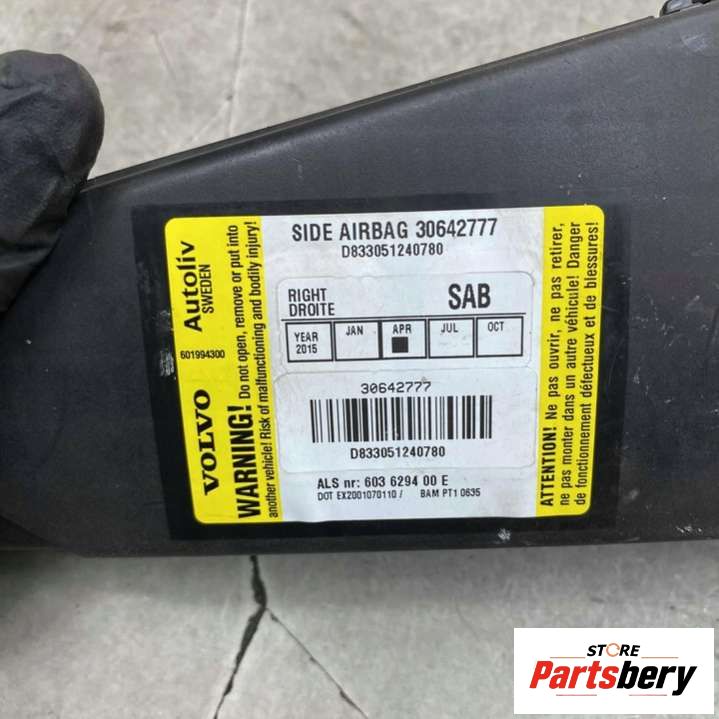 VOLVO
Autoliv
SWEDEN
601994300
WARNING! Do not open, remove or put into
another vehicle! Risk of malfunctioning and bodily injury!
SIDE AIRBAG 30642777
D833051240780
RIGHT
DROITE
SAB
YEAR
2015
JAN
APR
JUL
OCT
30642777
D833051240780
ALS nr: 603 6294 00 E
DOT EX2001070110 / BAM PT1 0635
ATTENTION! Ne pas ouvrir, ne pas retirer,
ne pas monter dans un autre véhicule! Danger
de fonctionnement défectueux et de blessures!
STORE
Partsbery